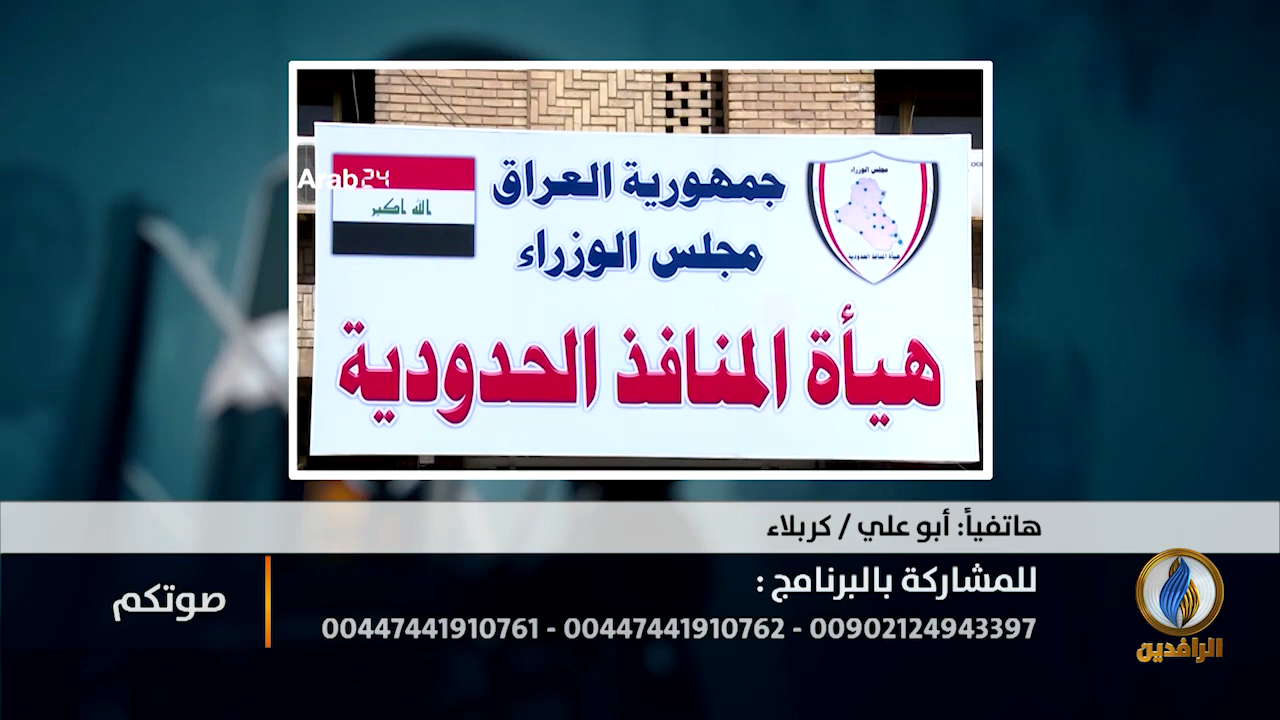 Arab24
الله اكبر
جمهورية العراق
مجلس الوزراء
هيأة المنافذ الحدودية
مجلس الوزراء
هيأة المنافذ الحدودية
هاتفياً: أبو علي / كربلاء
للمشاركة بالبرنامج :
00447441910761 - 00447441910762 - 00902124943397
صوتكم
الرافدين